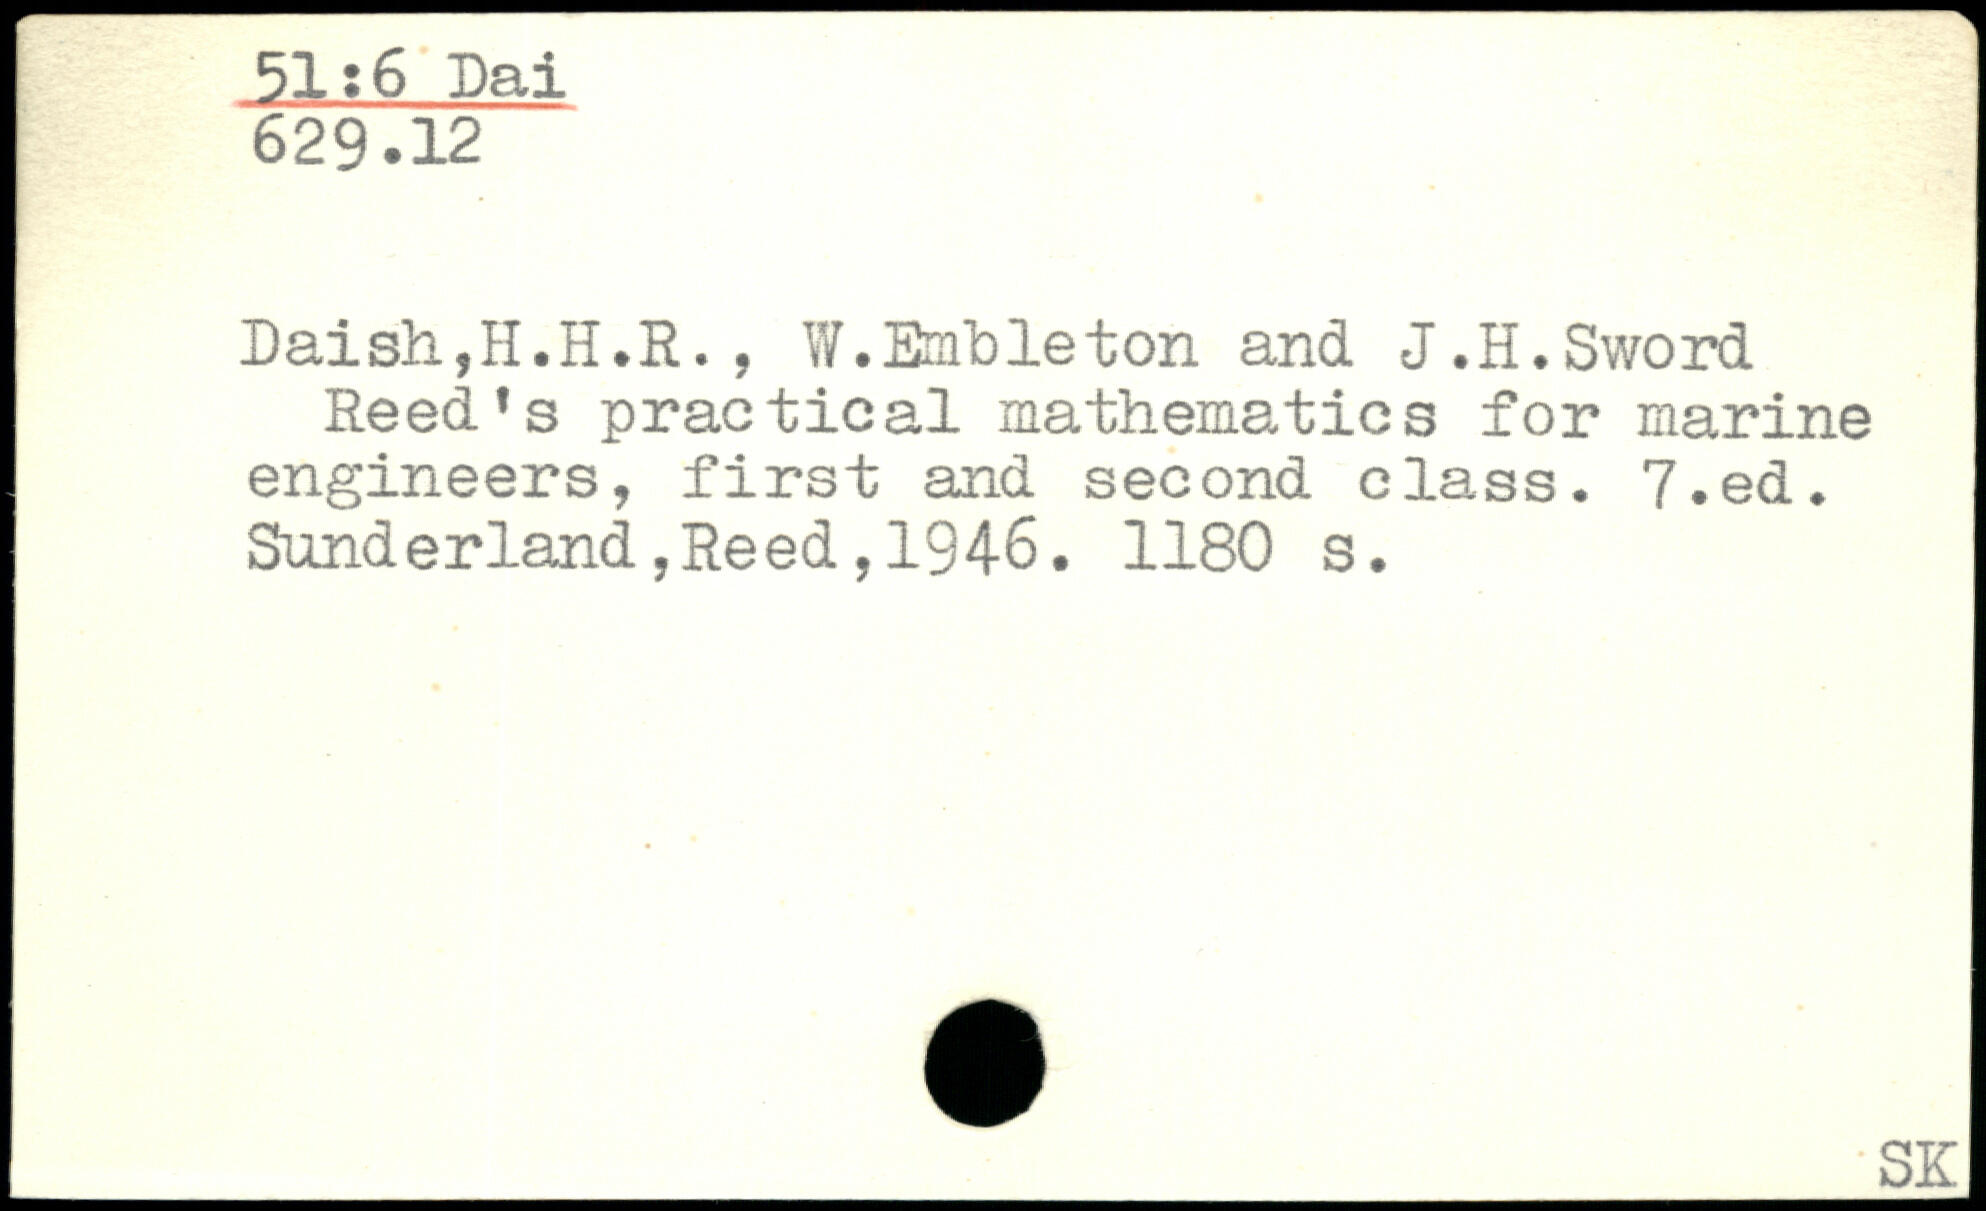 51:6 Dai
629.12
Daish,H.H.R., W.Embleton and J.H.Sword
Reed's practical mathematics for marine
engineers, first and second class. 7.ed.
Sunderland,Reed,1946. 1180 s.
SK